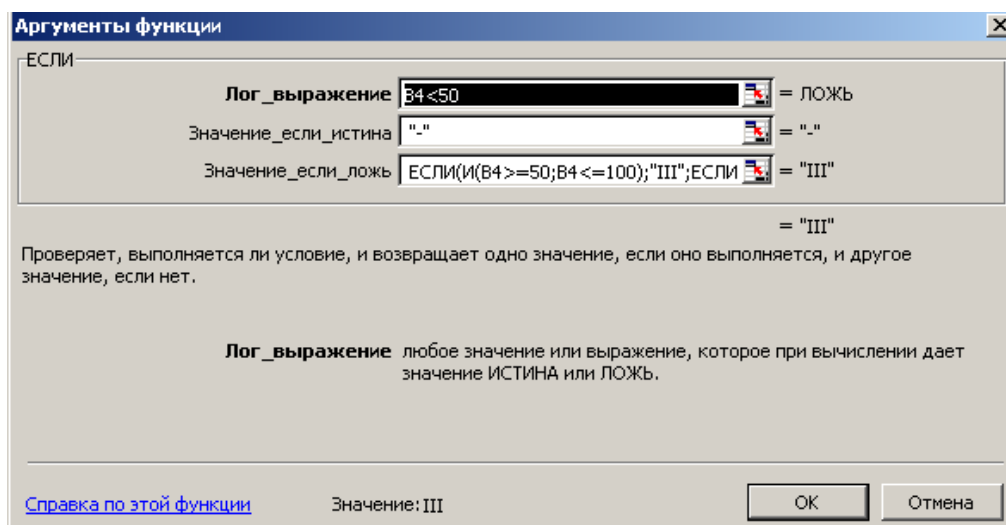 Аргументы функции
ЕСЛИ
Лог_выражение B4<50 = ЛОЖЬ
Значение_если_истина "-" = "-"
Значение_если_ложь ЕСЛИ(И(B4>=50;B4<=100);"III";ЕСЛИ = "III"
= "III"
Проверяет, выполняется ли условие, и возвращает одно значение, если оно выполняется, и другое
значение, если нет.
Лог_выражение любое значение или выражение, которое при вычислении дает
значение ИСТИНА или ЛОЖЬ.
Справка по этой функции Значение:III OK Отмена